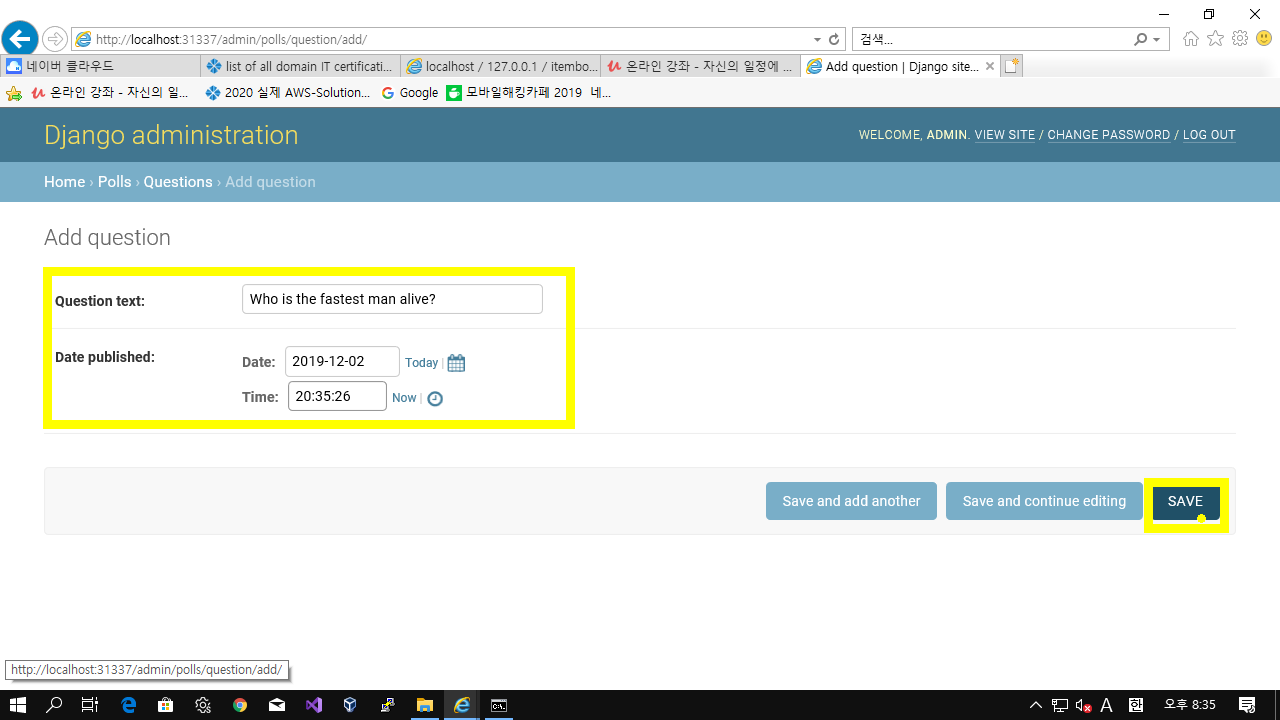 http://localhost:31337/admin/polls/question/add/
검색...
네이버 클라우드
list of all domain IT certificati...
localhost / 127.0.0.1 / itembo...
온라인 강좌 - 자신의 일정에 ...
Add question | Django site...
온라인 강좌 - 자신의 일...
2020 실제 AWS-Solution...
Google
모바일해킹카페 2019 네...
Django administration
WELCOME, ADMIN. VIEW SITE / CHANGE PASSWORD / LOG OUT
Home › Polls › Questions › Add question
Add question
Question text:
Who is the fastest man alive?
Date published:
Date: 2019-12-02 Today |
Time: 20:35:26 Now |
Save and add another
Save and continue editing
SAVE
http://localhost:31337/admin/polls/question/add/
A
한
오후 8:35